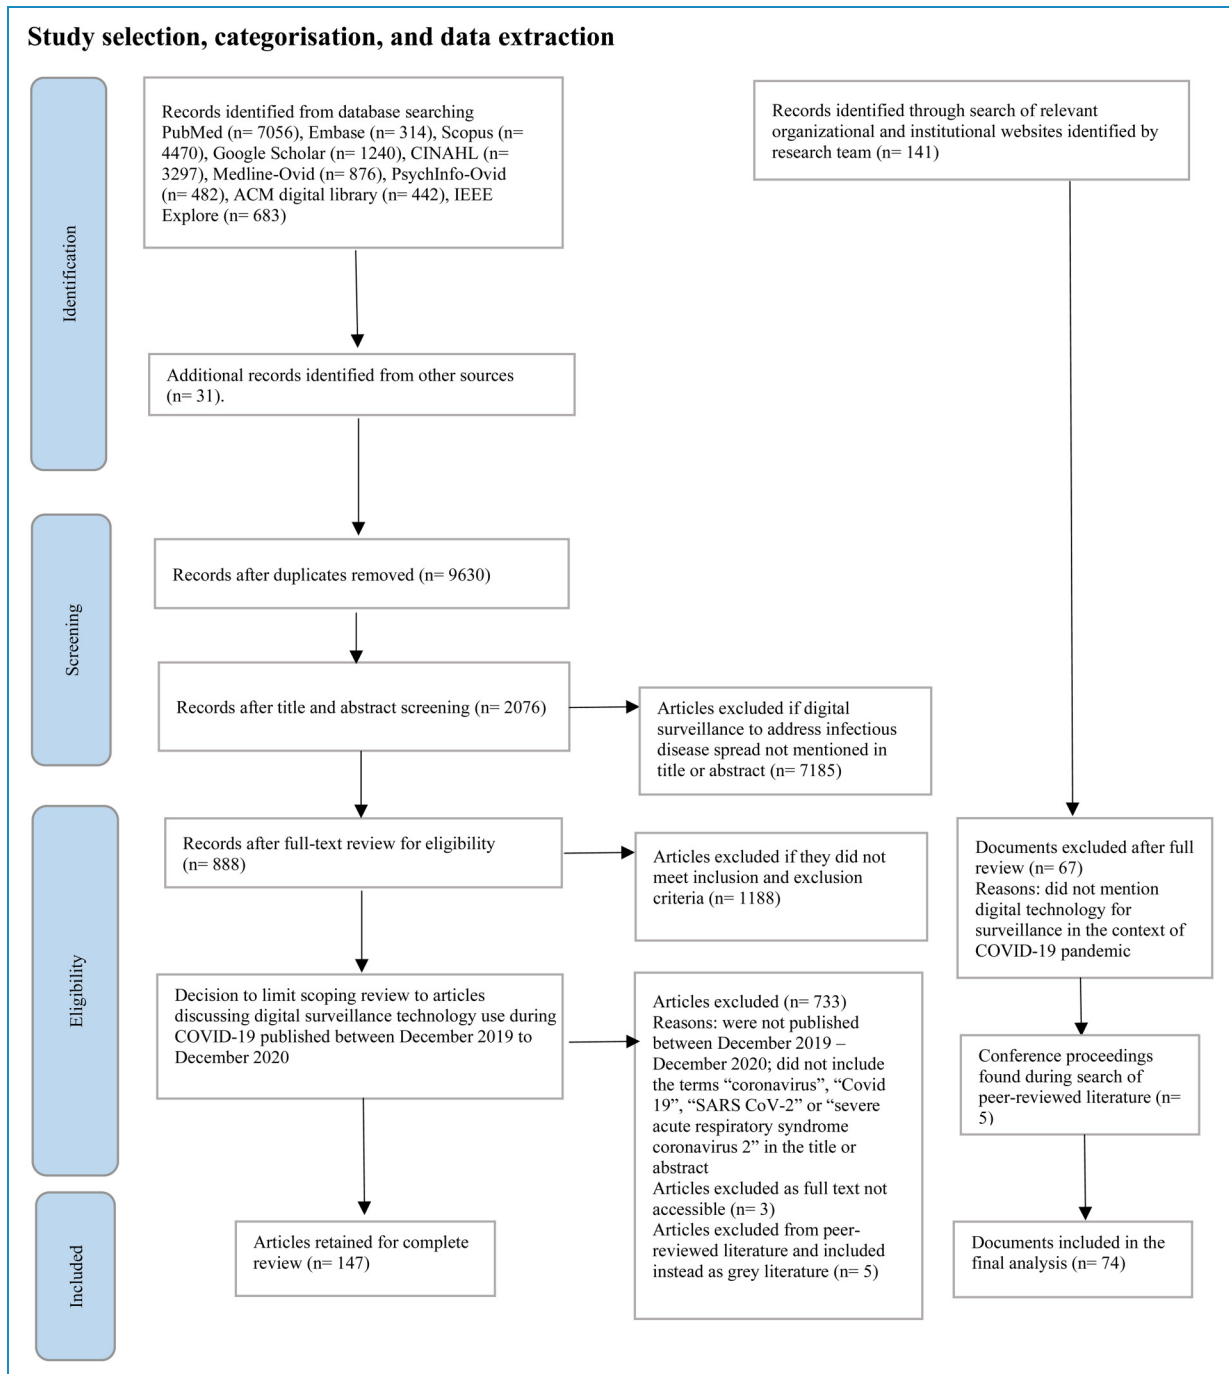 Study selection, categorisation, and data extraction
Identification
Records identified from database searching
PubMed (n= 7056), Embase (n= 314), Scopus (n=
4470), Google Scholar (n= 1240), CINAHL (n=
3297), Medline-Ovid (n= 876), PsychInfo-Ovid
(n= 482), ACM digital library (n= 442), IEEE
Explore (n= 683)
Records identified through search of relevant
organizational and institutional websites identified by
research team (n= 141)
Additional records identified from other sources
(n= 31).
Screening
Records after duplicates removed (n= 9630)
Records after title and abstract screening (n= 2076)
Articles excluded if digital
surveillance to address infectious
disease spread not mentioned in
title or abstract (n= 7185)
Eligibility
Records after full-text review for eligibility
(n= 888)
Articles excluded if they did not
meet inclusion and exclusion
criteria (n= 1188)
Documents excluded after full
review (n= 67)
Reasons: did not mention
digital technology for
surveillance in the context of
COVID-19 pandemic
Decision to limit scoping review to articles
discussing digital surveillance technology use during
COVID-19 published between December 2019 to
December 2020
Articles excluded (n= 733)
Reasons: were not published
between December 2019 –
December 2020; did not include
the terms “coronavirus”, “Covid
19”, “SARS CoV-2” or “severe
acute respiratory syndrome
coronavirus 2” in the title or
abstract
Articles excluded as full text not
accessible (n= 3)
Articles excluded from peer-
reviewed literature and included
instead as grey literature (n= 5)
Conference proceedings
found during search of
peer-reviewed literature (n=
5)
Included
Articles retained for complete
review (n= 147)
Documents included in the
final analysis (n= 74)